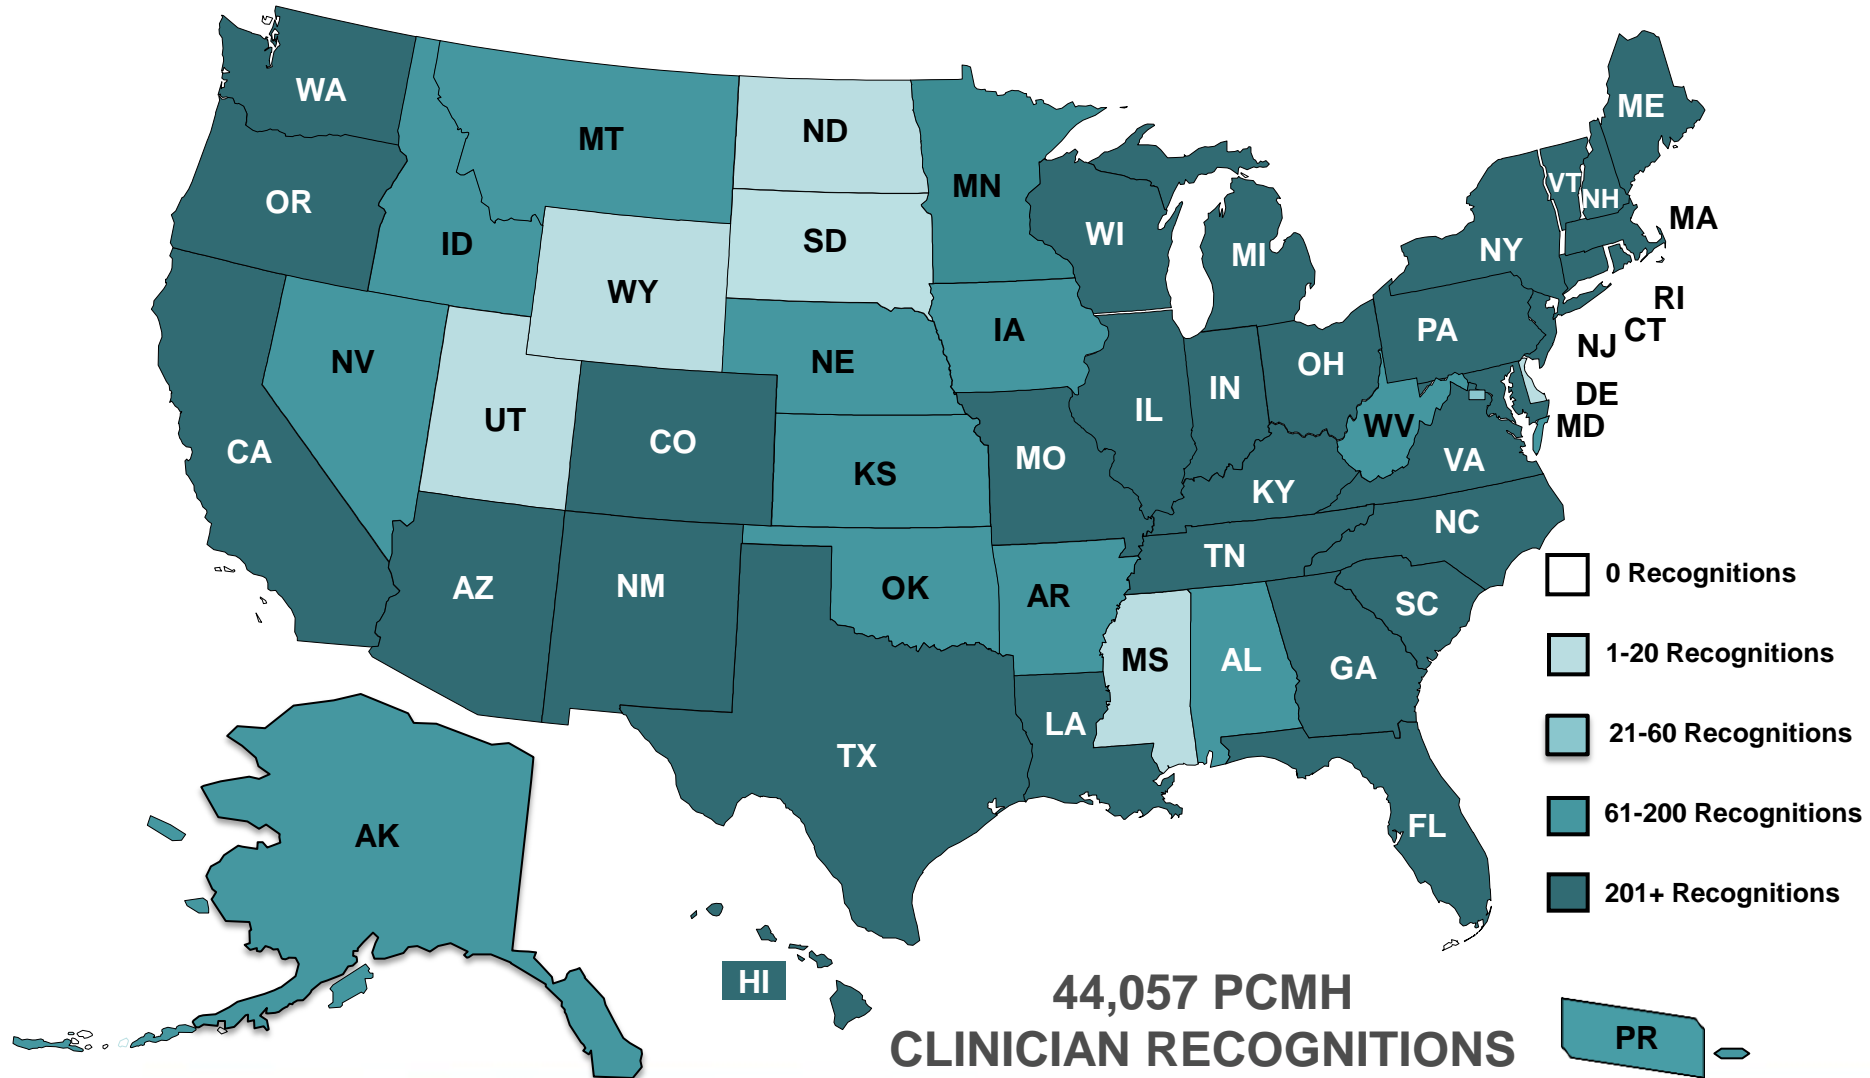 WA
OR
CA
MT
ID
NV
UT
AZ
WY
CO
NM
ND
SD
NE
KS
OK
TX
MN
IA
MO
AR
LA
WI
IL
MI
IN
OH
KY
TN
MS
AL
GA
FL
SC
NC
VA
WV
PA
NY
VT
NH
ME
MA
RI
CT
NJ
DE
MD
AK
HI
PR
0 Recognitions
1-20 Recognitions
21-60 Recognitions
61-200 Recognitions
201+ Recognitions
44,057 PCMH
CLINICIAN RECOGNITIONS